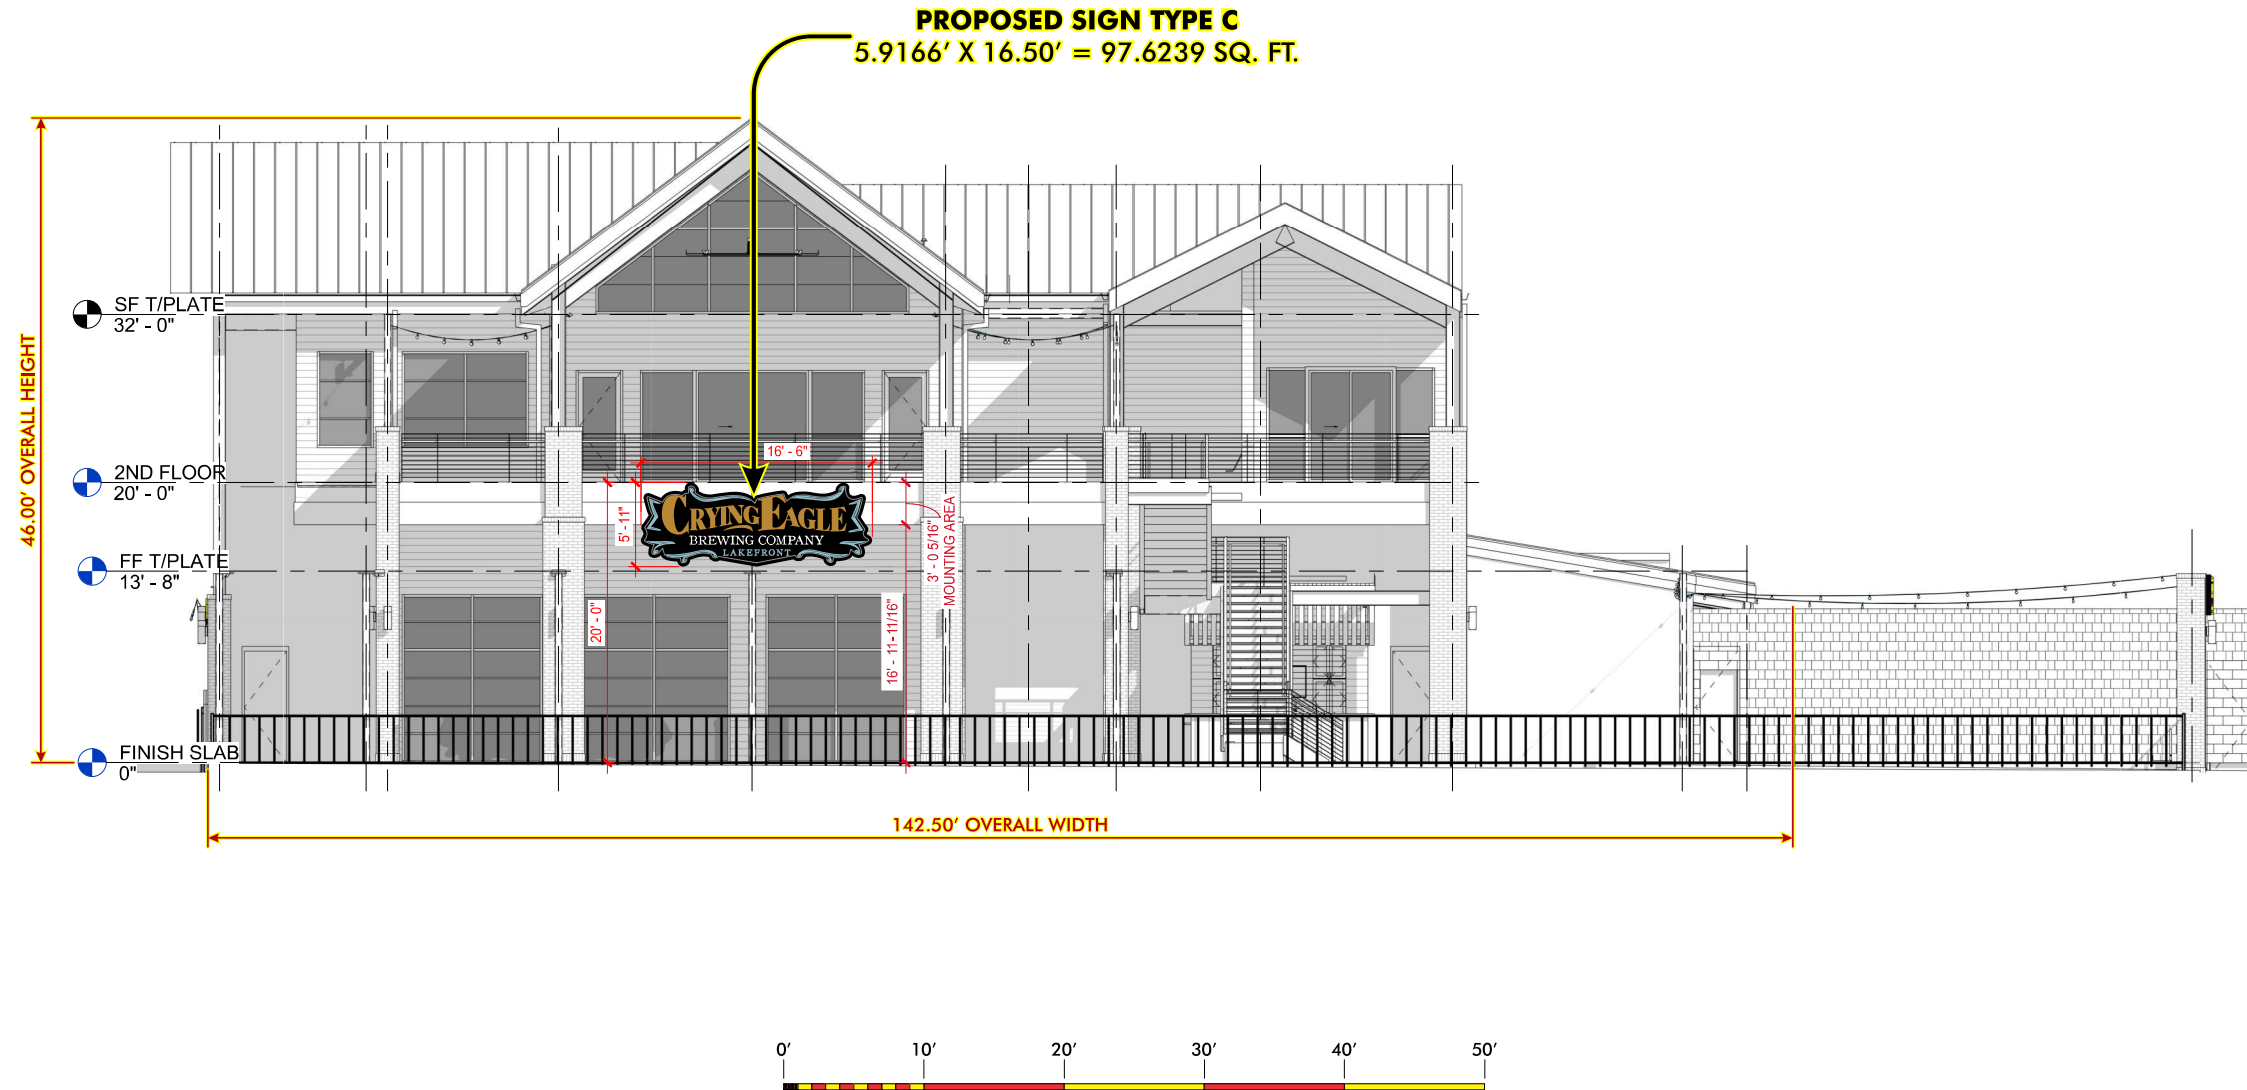 PROPOSED SIGN TYPE C
5.9166' X 16.50' = 97.6239 SQ. FT.
46.00' OVERALL HEIGHT
SF T/PLATE
32' - 0"
2ND FLOOR
20' - 0"
FF T/PLATE
13' - 8"
FINISH SLAB
0"
16' - 6"
5' - 11"
CRYING EAGLE
BREWING COMPANY
LAKEFRONT
3' - 0 5/16"
MOUNTING AREA
20' - 0"
16' - 11-11/16"
142.50' OVERALL WIDTH
0' 10' 20' 30' 40' 50'